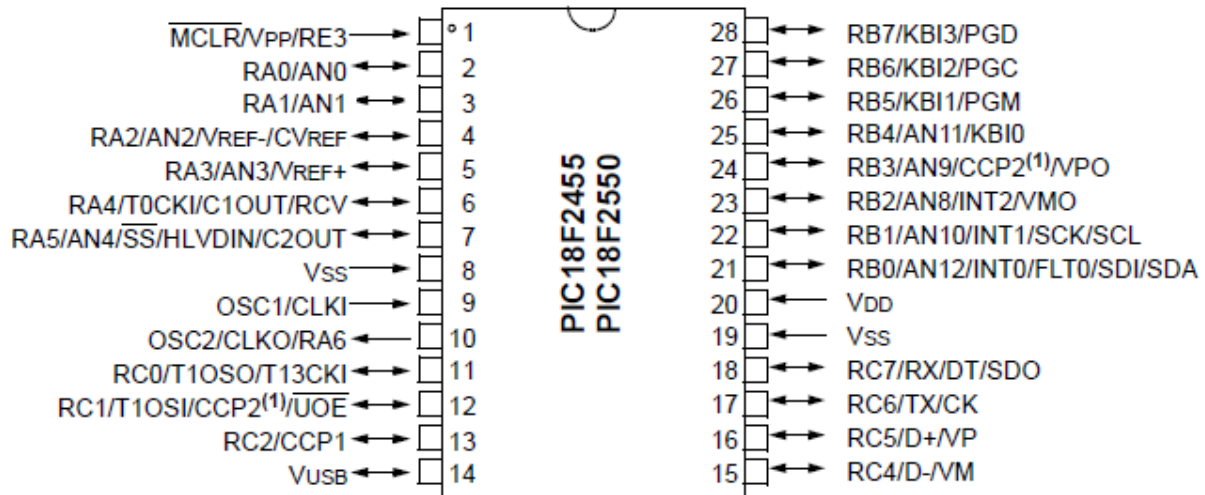 MCLR/VPP/RE3 1
RA0/AN0 2
RA1/AN1 3
RA2/AN2/VREF-/CVREF 4
RA3/AN3/VREF+ 5
RA4/T0CKI/C1OUT/RCV 6
RA5/AN4/SS/HLVDIN/C2OUT 7
VSS 8
OSC1/CLKI 9
OSC2/CLKO/RA6 10
RC0/T1OSO/T13CKI 11
RC1/T1OSI/CCP2(1)/UOE 12
RC2/CCP1 13
VUSB 14
PIC18F2455
PIC18F2550
28 RB7/KBI3/PGD
27 RB6/KBI2/PGC
26 RB5/KBI1/PGM
25 RB4/AN11/KBI0
24 RB3/AN9/CCP2(1)/VPO
23 RB2/AN8/INT2/VMO
22 RB1/AN10/INT1/SCK/SCL
21 RB0/AN12/INT0/FLT0/SDI/SDA
20 VDD
19 VSS
18 RC7/RX/DT/SDO
17 RC6/TX/CK
16 RC5/D+/VP
15 RC4/D-/VM